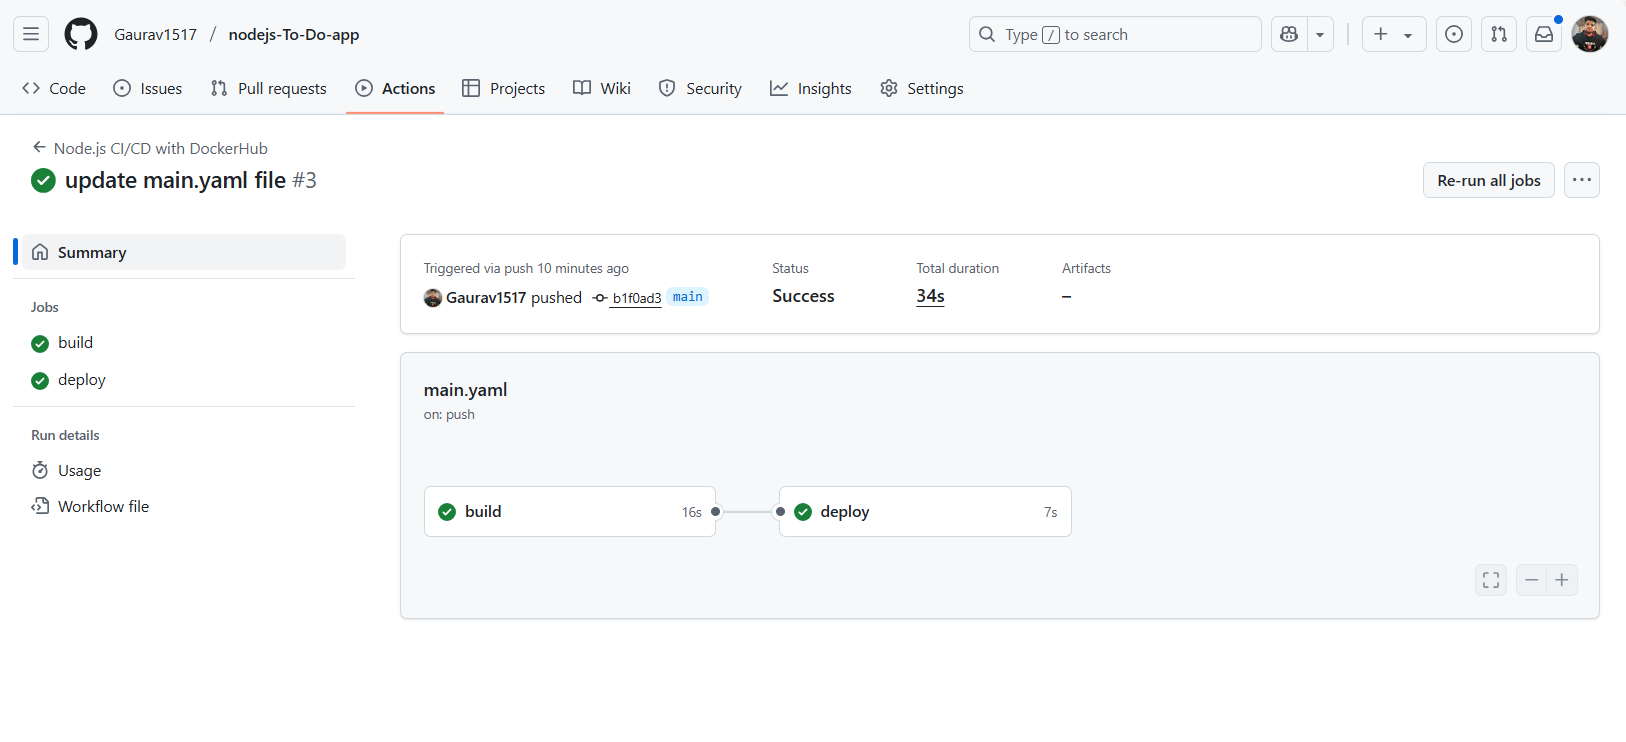 Gaurav1517 / nodejs-To-Do-app
Type / to search
Code
Issues
Pull requests
Actions
Projects
Wiki
Security
Insights
Settings
Node.js CI/CD with DockerHub
update main.yaml file #3
Re-run all jobs
Summary
Jobs
build
deploy
Run details
Usage
Workflow file
Triggered via push 10 minutes ago
Gaurav1517 pushed b1f0ad3 main
Status
Success
Total duration
34s
Artifacts
–
main.yaml
on: push
build 16s
deploy 7s